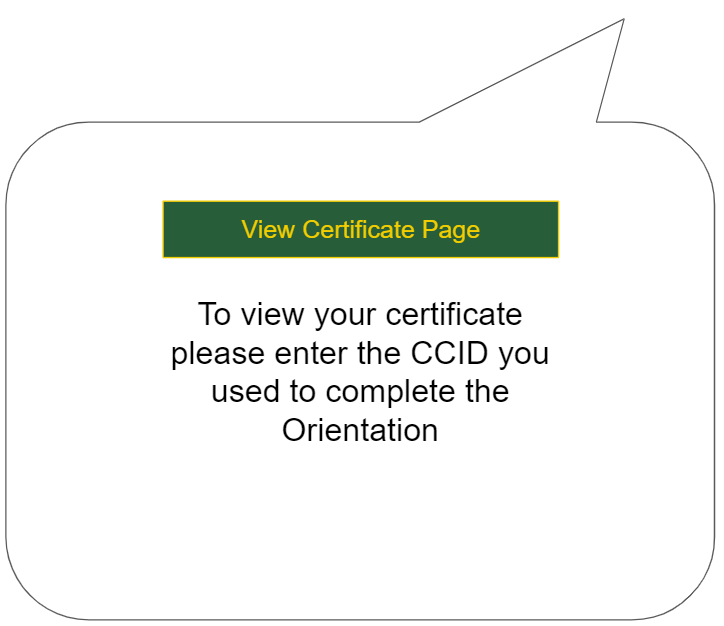 View Certificate Page
To view your certificate
please enter the CCID you
used to complete the
Orientation